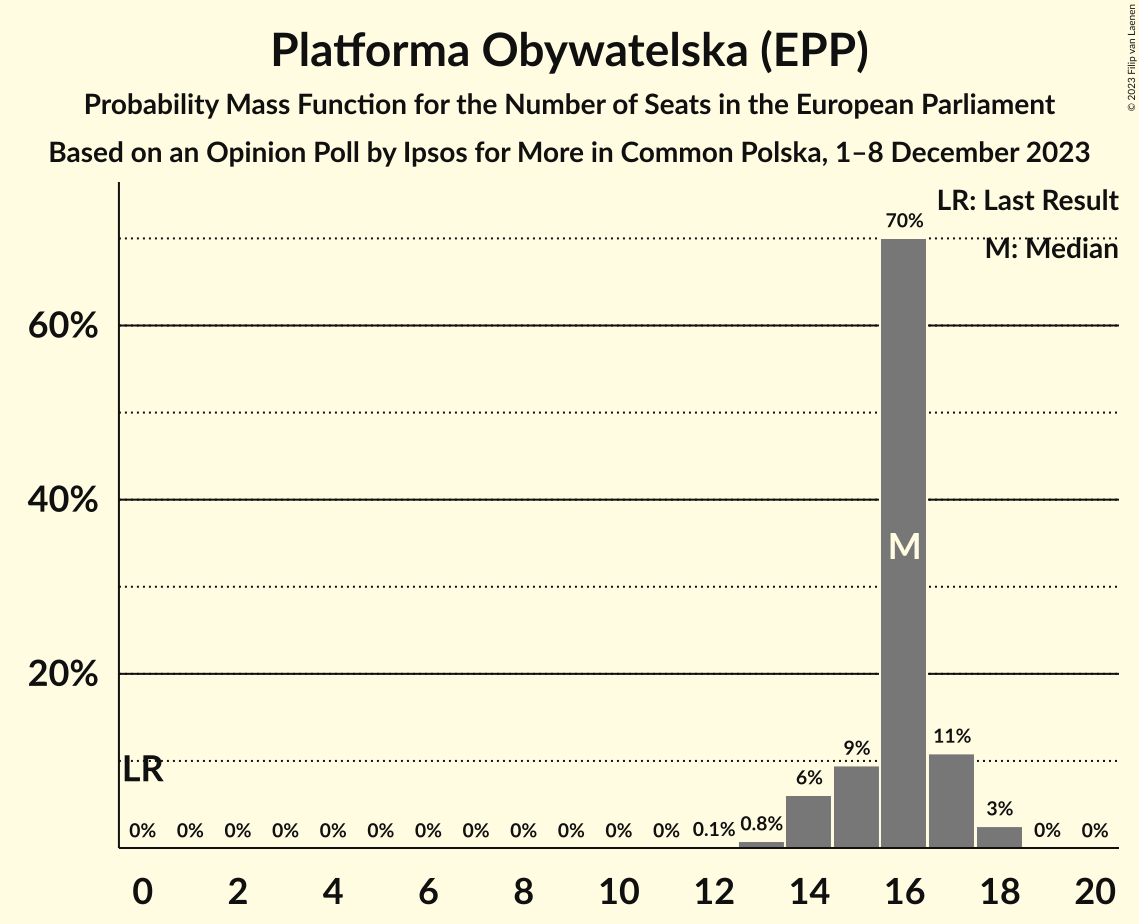 Platforma Obywatelska (EPP)
Probability Mass Function for the Number of Seats in the European Parliament
Based on an Opinion Poll by Ipsos for More in Common Polska, 1–8 December 2023
© 2023 Filip van Laenen
LR: Last Result
M: Median
70%
60%
40%
M
20%
LR
0% 0% 0% 0% 0% 0% 0% 0% 0% 0% 0% 0% 0.1% 0.8% 6% 9% 11% 3% 0% 0%
0 2 4 6 8 10 12 14 16 18 20